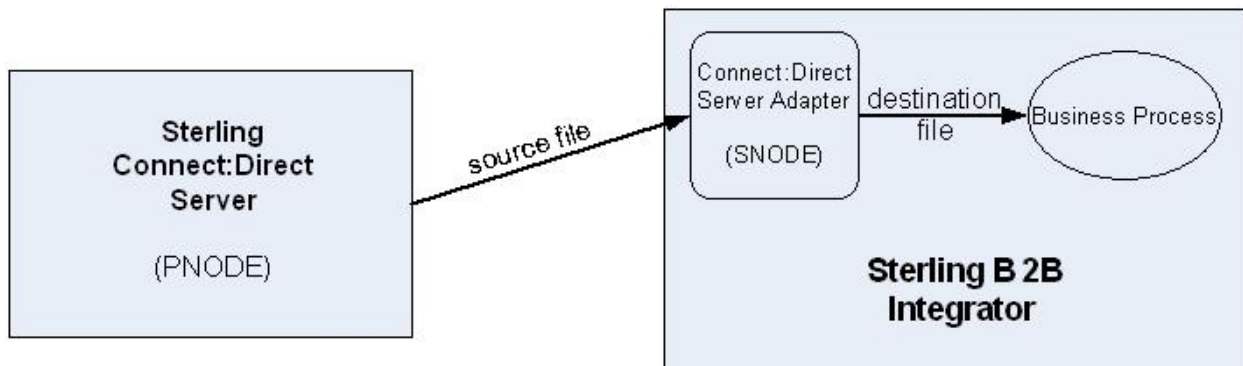 Sterling
Connect:Direct
Server
(PNODE)
source file
Connect:Direct
Server Adapter
(SNODE)
destination
file
Business Process
Sterling B 2B
Integrator